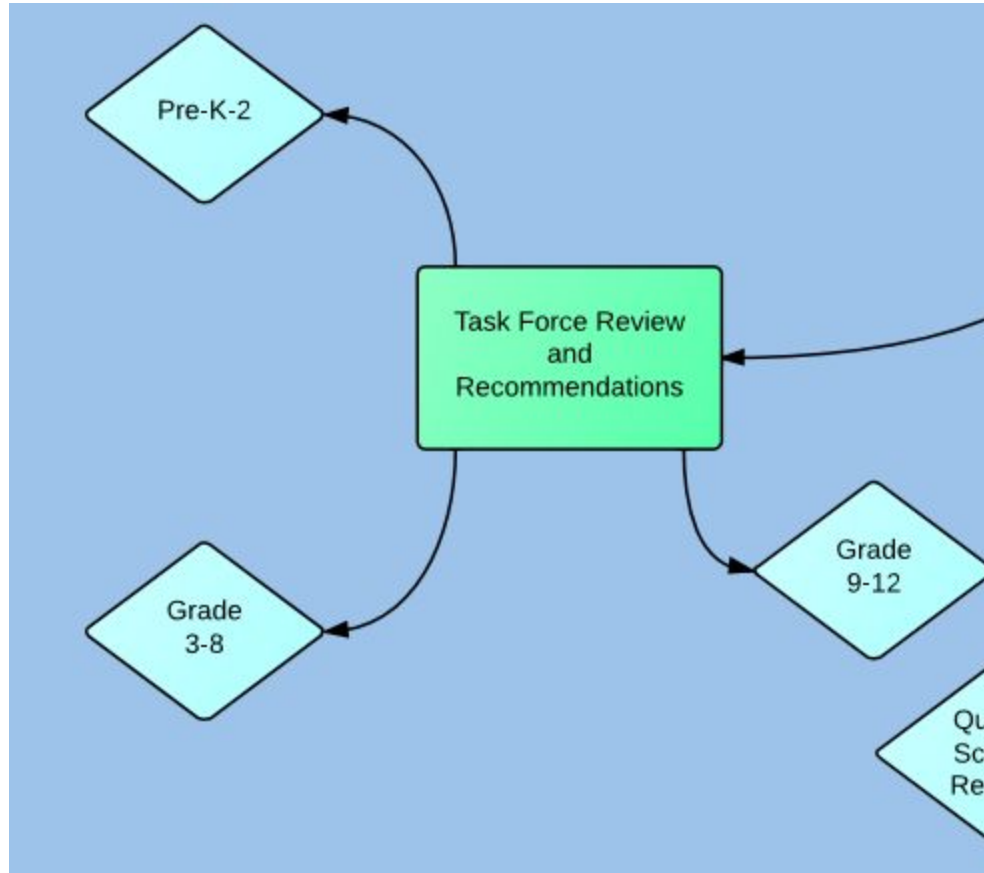 Pre-K-2
Task Force Review
and
Recommendations
Grade
9-12
Grade
3-8